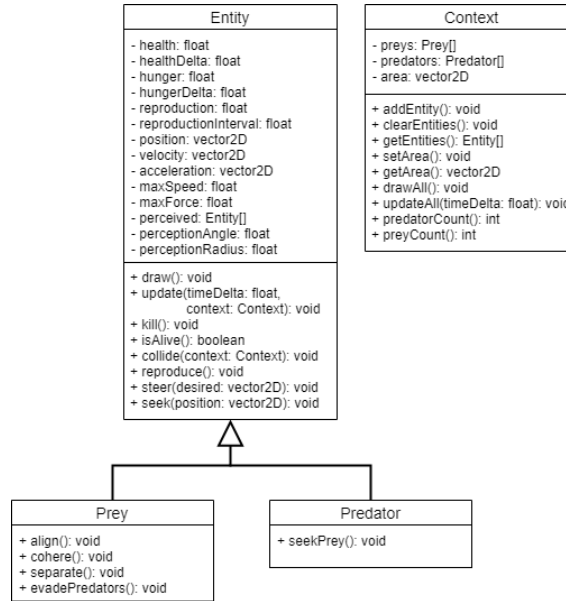 Entity
- health: float
- healthDelta: float
- hunger: float
- hungerDelta: float
- reproduction: float
- reproductionInterval: float
- position: vector2D
- velocity: vector2D
- acceleration: vector2D
- maxSpeed: float
- maxForce: float
- perceived: Entity[]
- perceptionAngle: float
- perceptionRadius: float
+ draw(): void
+ update(timeDelta: float,
context: Context): void
+ kill(): void
+ isAlive(): boolean
+ collide(context: Context): void
+ reproduce(): void
+ steer(desired: vector2D): void
+ seek(position: vector2D): void
Context
- preys: Prey[]
- predators: Predator[]
- area: vector2D
+ addEntity(): void
+ clearEntities(): void
+ getEntities(): Entity[]
+ setArea(): void
+ getArea(): vector2D
+ drawAll(): void
+ updateAll(timeDelta: float): void
+ predatorCount(): int
+ preyCount(): int
Prey
+ align(): void
+ cohere(): void
+ separate(): void
+ evadePredators(): void
Predator
+ seekPrey(): void